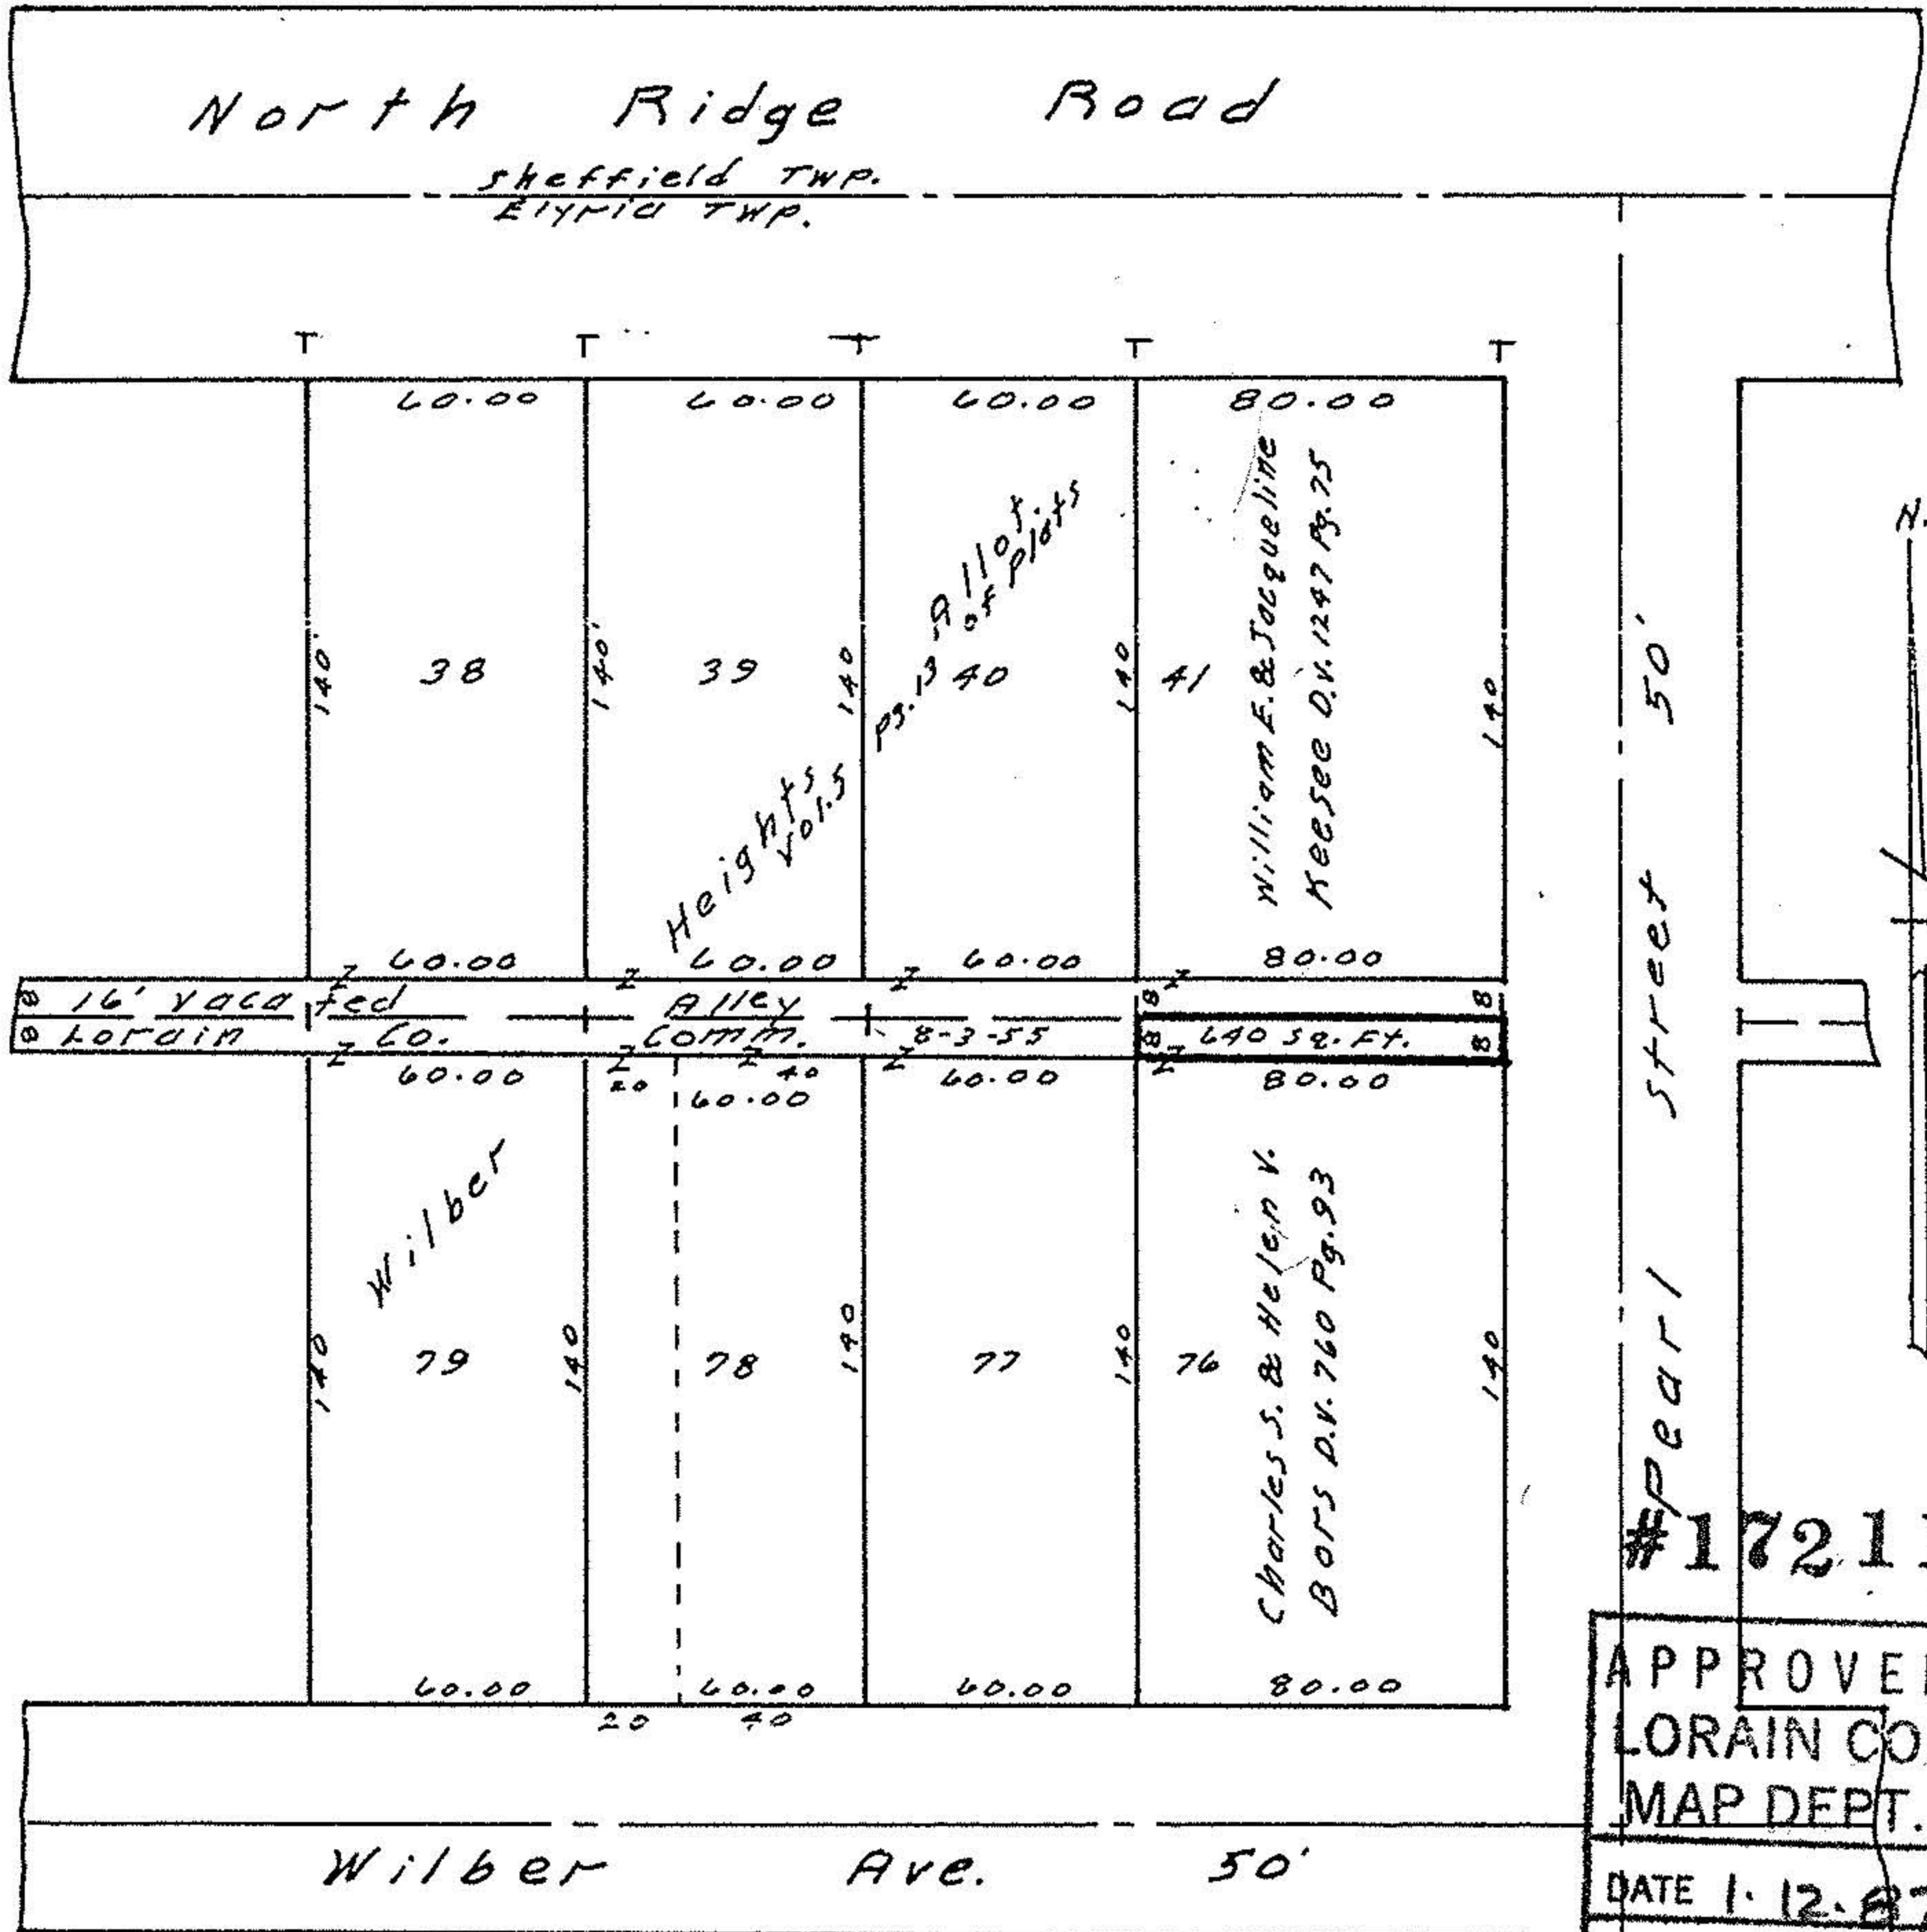 North Ridge Road
Sheffield Twp.
Elyria Twp.
T T T T T
60.00 60.00 60.00 80.00
Wilber Heights Allot.
Vol. 5 Pg. 13 of Plats
William E. & Jacqueline
Keesee D.V. 1247 Pg. 75
N.
140' 38 140' 39 140 40 140 41 140
Pearl Street 50'
60.00 60.00 60.00 80.00
Z Z Z Z
8 16' Vacated Alley 8 8
8 Lorain Co. Comm. 8-3-55 8 640 Sq. Ft. 8
Z Z Z Z Z
60.00 20 40 60.00 80.00
60.00
Charles S. & Helen V.
Bors D.V. 760 Pg. 93
140 79 140 78 140 77 140 76 140
#1721
60.00 60.00 60.00 80.00
20 40
APPROVE
LORAIN CO.
MAP DEPT.
DATE 1.12.87
Wilber Ave. 50'